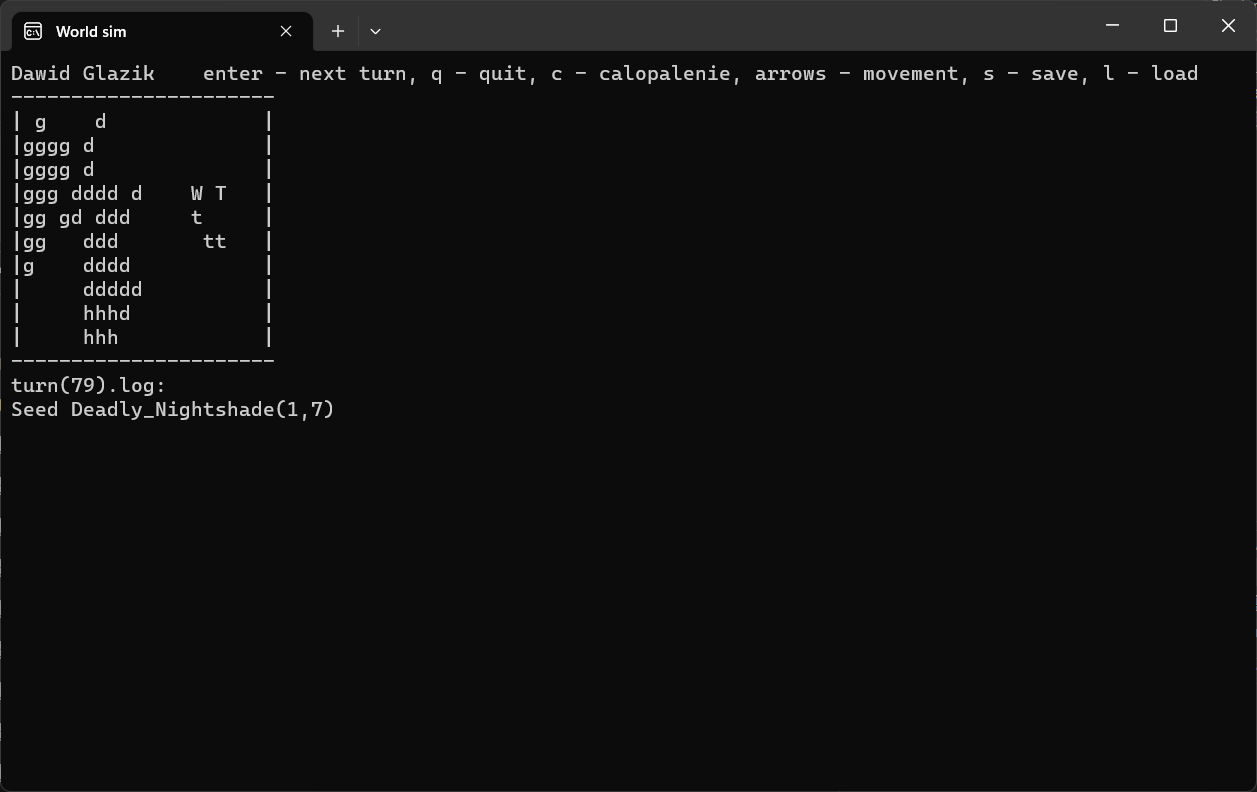 World sim
Dawid Glazik    enter - next turn, q - quit, c - calopalenie, arrows - movement, s - save, l - load
----------------------
| g    d             |
|gggg d              |
|gggg d              |
|ggg dddd d    W T   |
|gg gd ddd     t     |
|gg   ddd       tt   |
|g    dddd           |
|     ddddd          |
|     hhhd           |
|     hhh            |
----------------------
turn(79).log:
Seed Deadly_Nightshade(1,7)